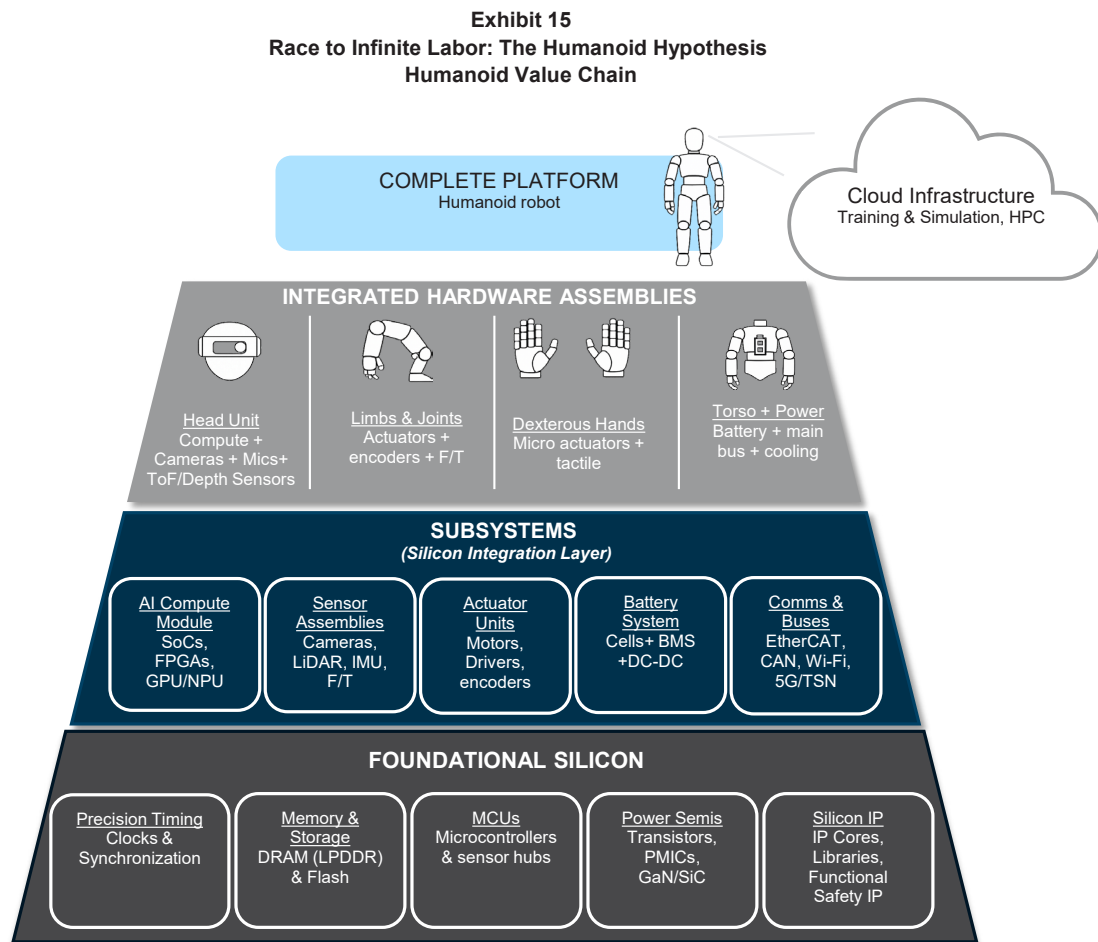 Exhibit 15
Race to Infinite Labor: The Humanoid Hypothesis
Humanoid Value Chain
COMPLETE PLATFORM
Humanoid robot
Cloud Infrastructure
Training & Simulation, HPC
INTEGRATED HARDWARE ASSEMBLIES
Head Unit
Compute +
Cameras + Mics+
ToF/Depth Sensors
Limbs & Joints
Actuators +
encoders + F/T
Dexterous Hands
Micro actuators +
tactile
Torso + Power
Battery + main
bus + cooling
SUBSYSTEMS
(Silicon Integration Layer)
AI Compute
Module
SoCs,
FPGAs,
GPU/NPU
Sensor
Assemblies
Cameras,
LiDAR, IMU,
F/T
Actuator
Units
Motors,
Drivers,
encoders
Battery
System
Cells+ BMS
+DC-DC
Comms &
Buses
EtherCAT,
CAN, Wi-Fi,
5G/TSN
FOUNDATIONAL SILICON
Precision Timing
Clocks &
Synchronization
Memory &
Storage
DRAM (LPDDR)
& Flash
MCUs
Microcontrollers
& sensor hubs
Power Semis
Transistors,
PMICs,
GaN/SiC
Silicon IP
IP Cores,
Libraries,
Functional
Safety IP